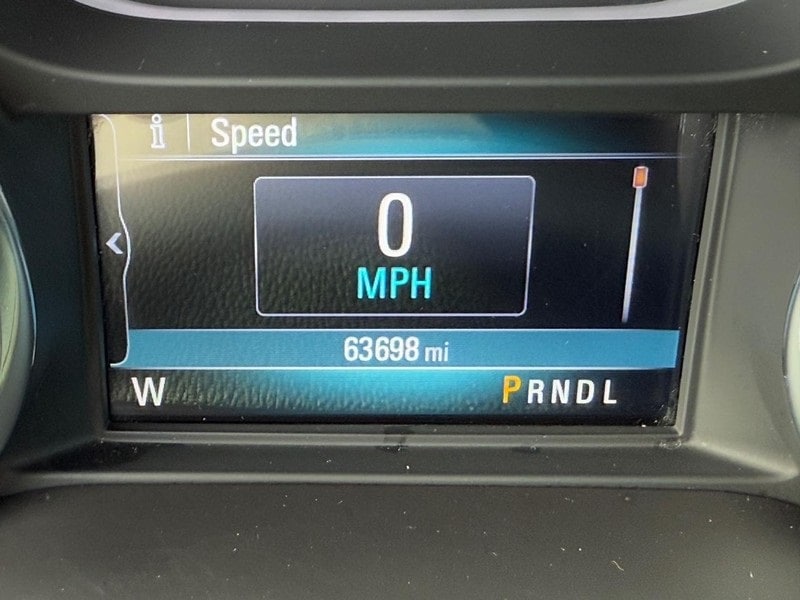 i Speed
0
MPH
63698 mi
W PRNDL